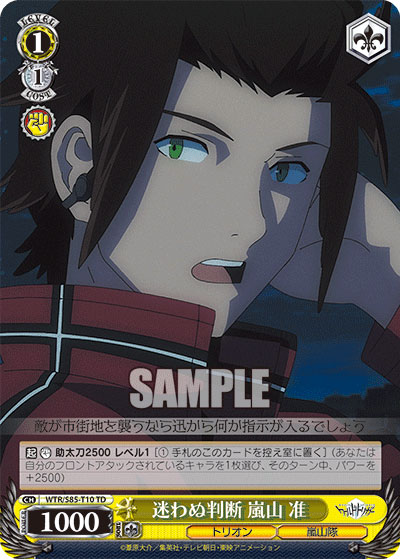 LEVEL
1
1
COST
SAMPLE
敵が市街地を襲うなら迅から何か指示が入るでしょう
自 助太刀2500 レベル1 [① 手札のこのカードを控え室に置く] (あなたは
自分のフロントアタックされているキャラを1枚選び、そのターン中、パワーを
+2500)
CH WTR/S85-T10 TD
迷わぬ判断 嵐山 准
POWER 1000 SOUL
トリオン
嵐山隊
©葦原大介/集英社・テレビ朝日・東映アニメーション